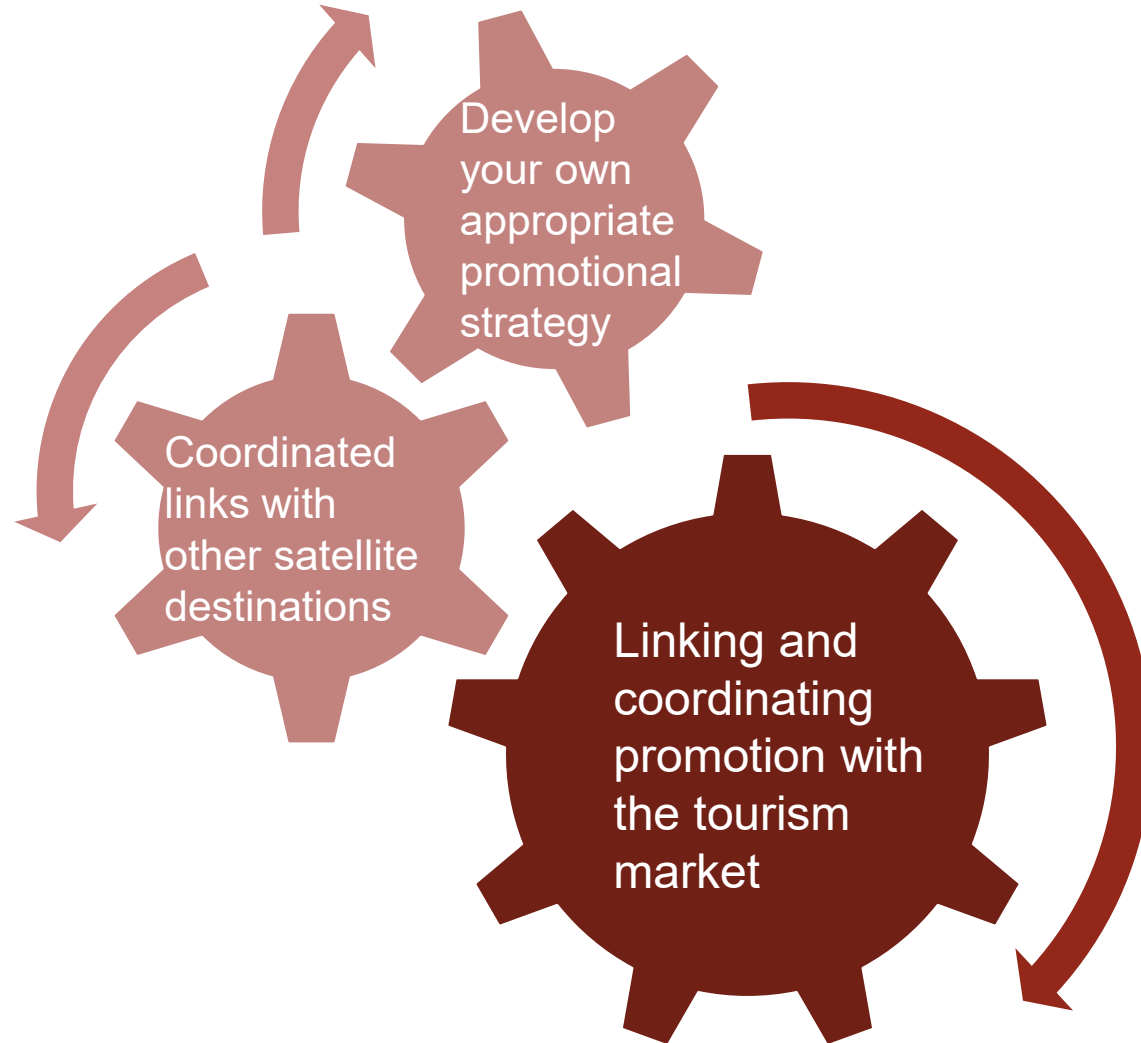 Develop
your own
appropriate
promotional
strategy
Coordinated
links with
other satellite
destinations
Linking and
coordinating
promotion with
the tourism
market